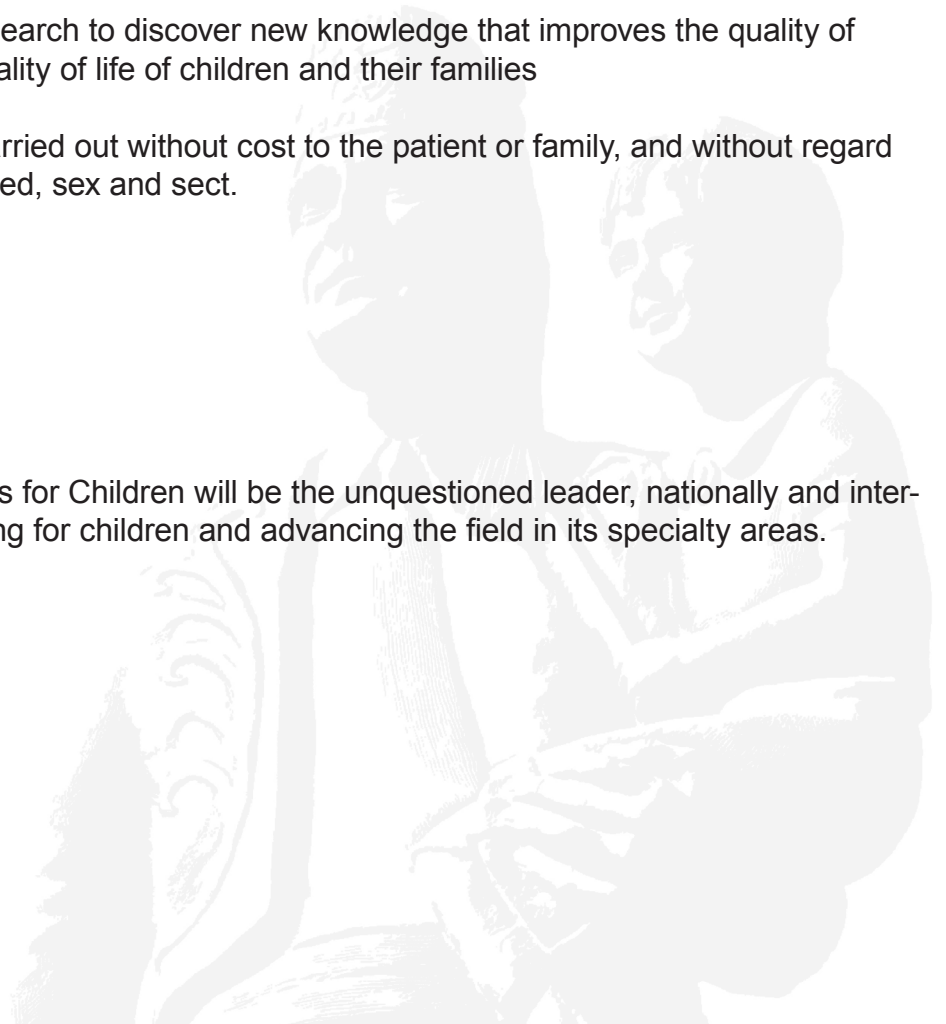 earch to discover new knowledge that improves the quality of
ality of life of children and their families
rried out without cost to the patient or family, and without regard
ed, sex and sect.
s for Children will be the unquestioned leader, nationally and inter-
ng for children and advancing the field in its specialty areas.